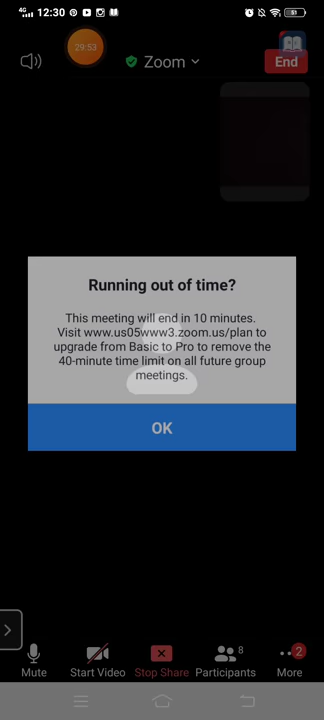 4G 12:30 51
29:53
Zoom
End
Running out of time?
This meeting will end in 10 minutes.
Visit www.us05www3.zoom.us/plan to
upgrade from Basic to Pro to remove the
40-minute time limit on all future group
meetings.
OK
8
2
Mute Start Video Stop Share Participants More